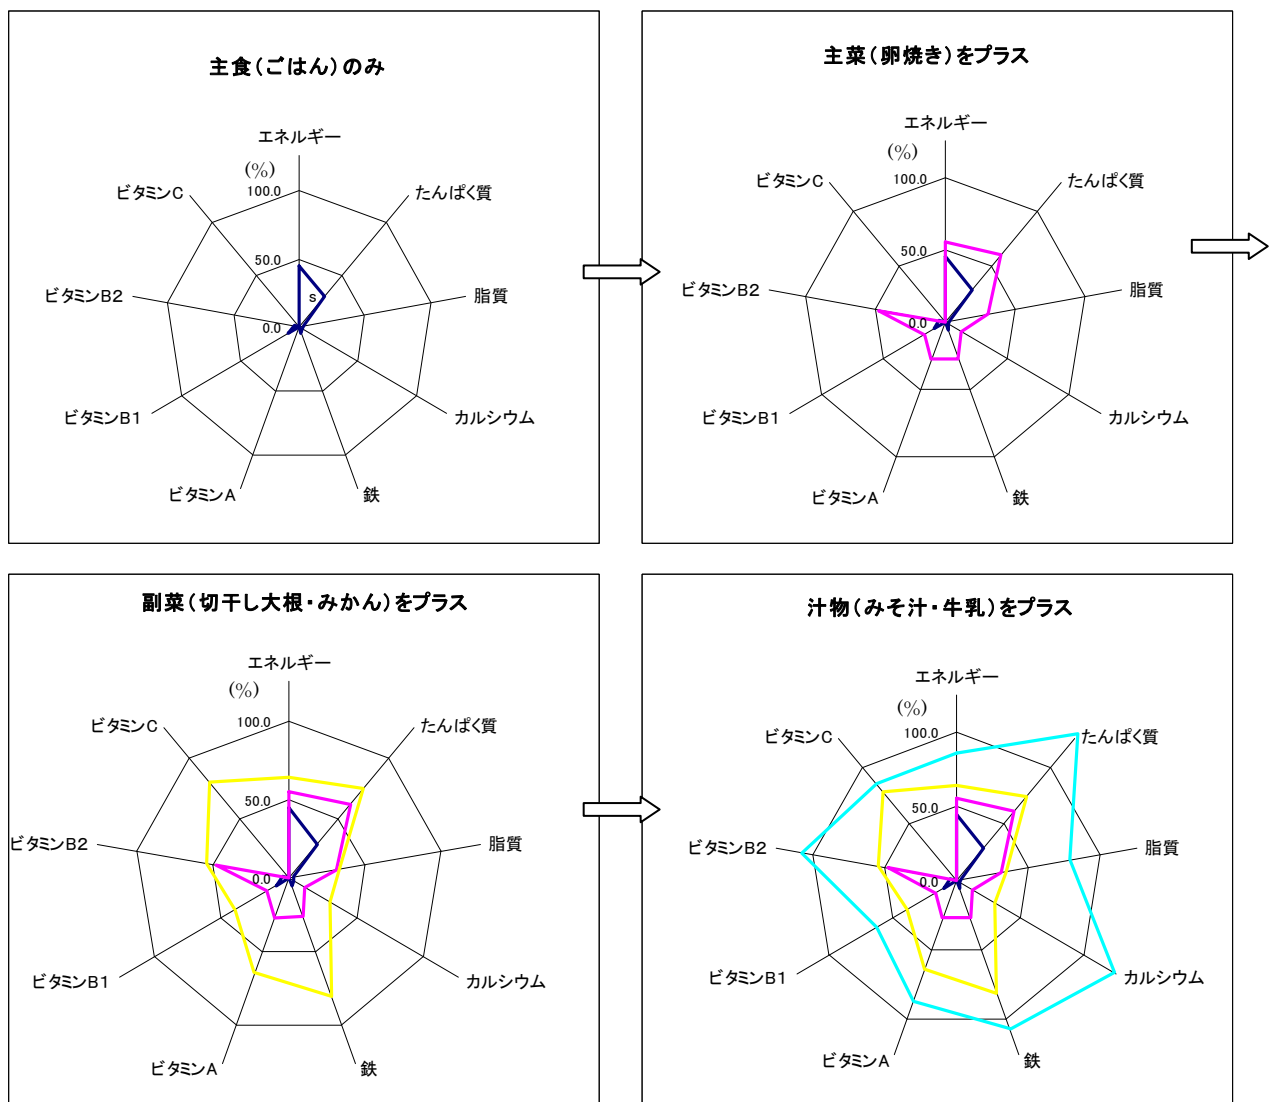 主食(ごはん)のみ
エネルギー
(%)
ビタミンC
たんぱく質
100.0
50.0
s
ビタミンB2
脂質
0.0
ビタミンB1
カルシウム
ビタミンA
鉄
主菜(卵焼き)をプラス
エネルギー
(%)
ビタミンC
たんぱく質
100.0
50.0
ビタミンB2
脂質
0.0
ビタミンB1
カルシウム
ビタミンA
鉄
副菜(切干し大根・みかん)をプラス
エネルギー
(%)
ビタミンC
たんぱく質
100.0
50.0
ビタミンB2
脂質
0.0
ビタミンB1
カルシウム
ビタミンA
鉄
汁物(みそ汁・牛乳)をプラス
エネルギー
(%)
ビタミンC
たんぱく質
100.0
50.0
ビタミンB2
脂質
0.0
ビタミンB1
カルシウム
ビタミンA
鉄